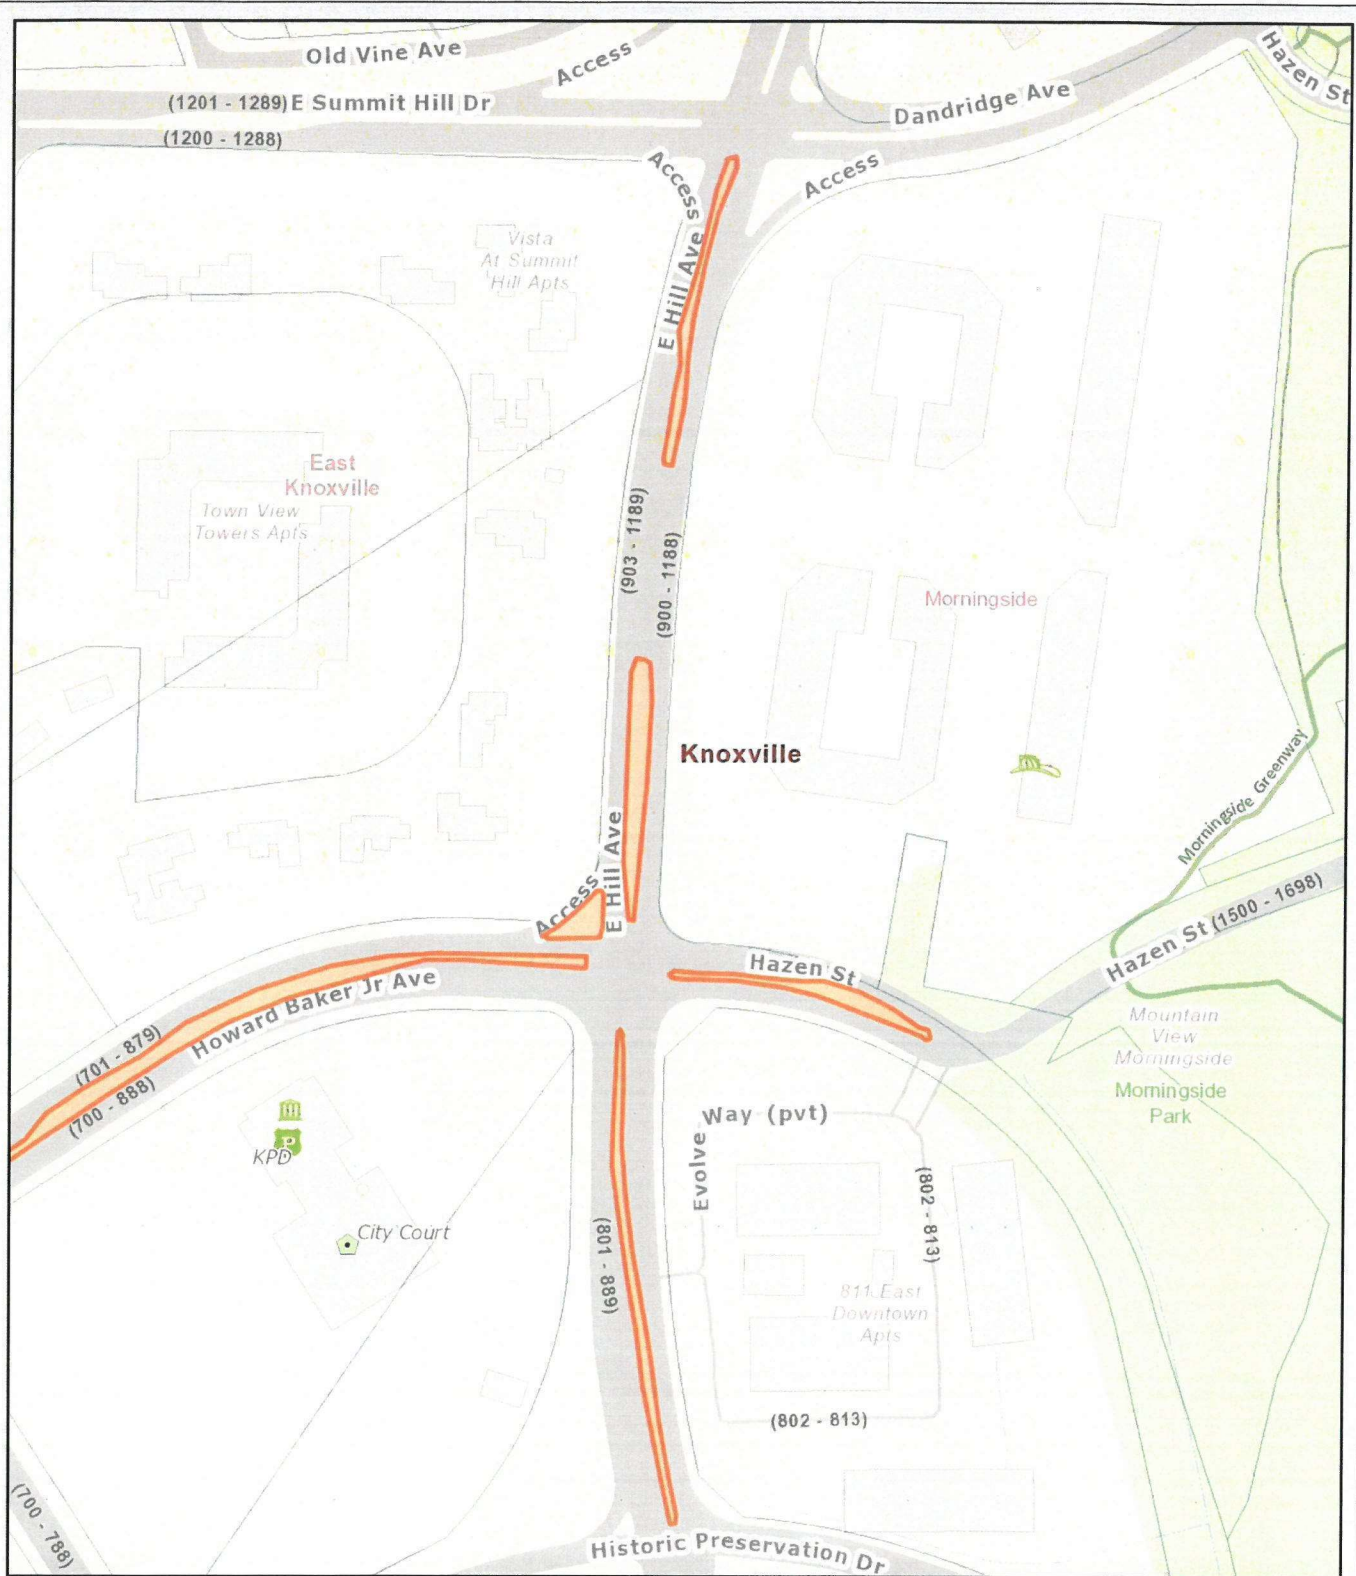 Old Vine Ave
Access
Hazen St
(1201 - 1289) E Summit Hill Dr
Dandridge Ave
(1200 - 1288)
Access
Access
Hazen St
Vista
At Summit
Hill Apts
E Hill Ave
East
Knoxville
Town View
Towers Apts
(903 - 1189)
(900 - 1188)
Morningside
Knoxville
Morningside Greenway
E Hill Ave
Access
Hazen St (1500 - 1698)
Hazen St
Howard Baker Jr Ave
(701 - 879)
(700 - 888)
Mountain
View
Morningside
Morningside
Park
Evolve Way (pvt)
P
KPD
(802 - 813)
City Court
(801 - 889)
811 East
Downtown
Apts
(802 - 813)
(700 - 788)
Historic Preservation Dr